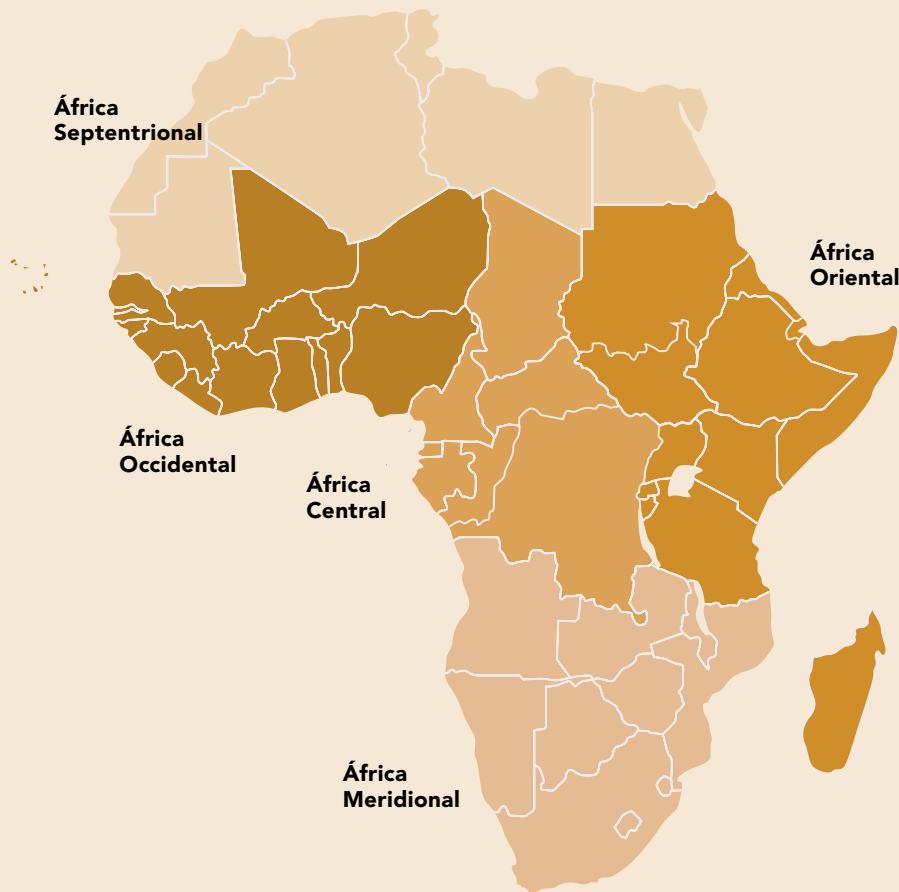 África
Septentrional
África
Oriental
África
Occidental
África
Central
África
Meridional